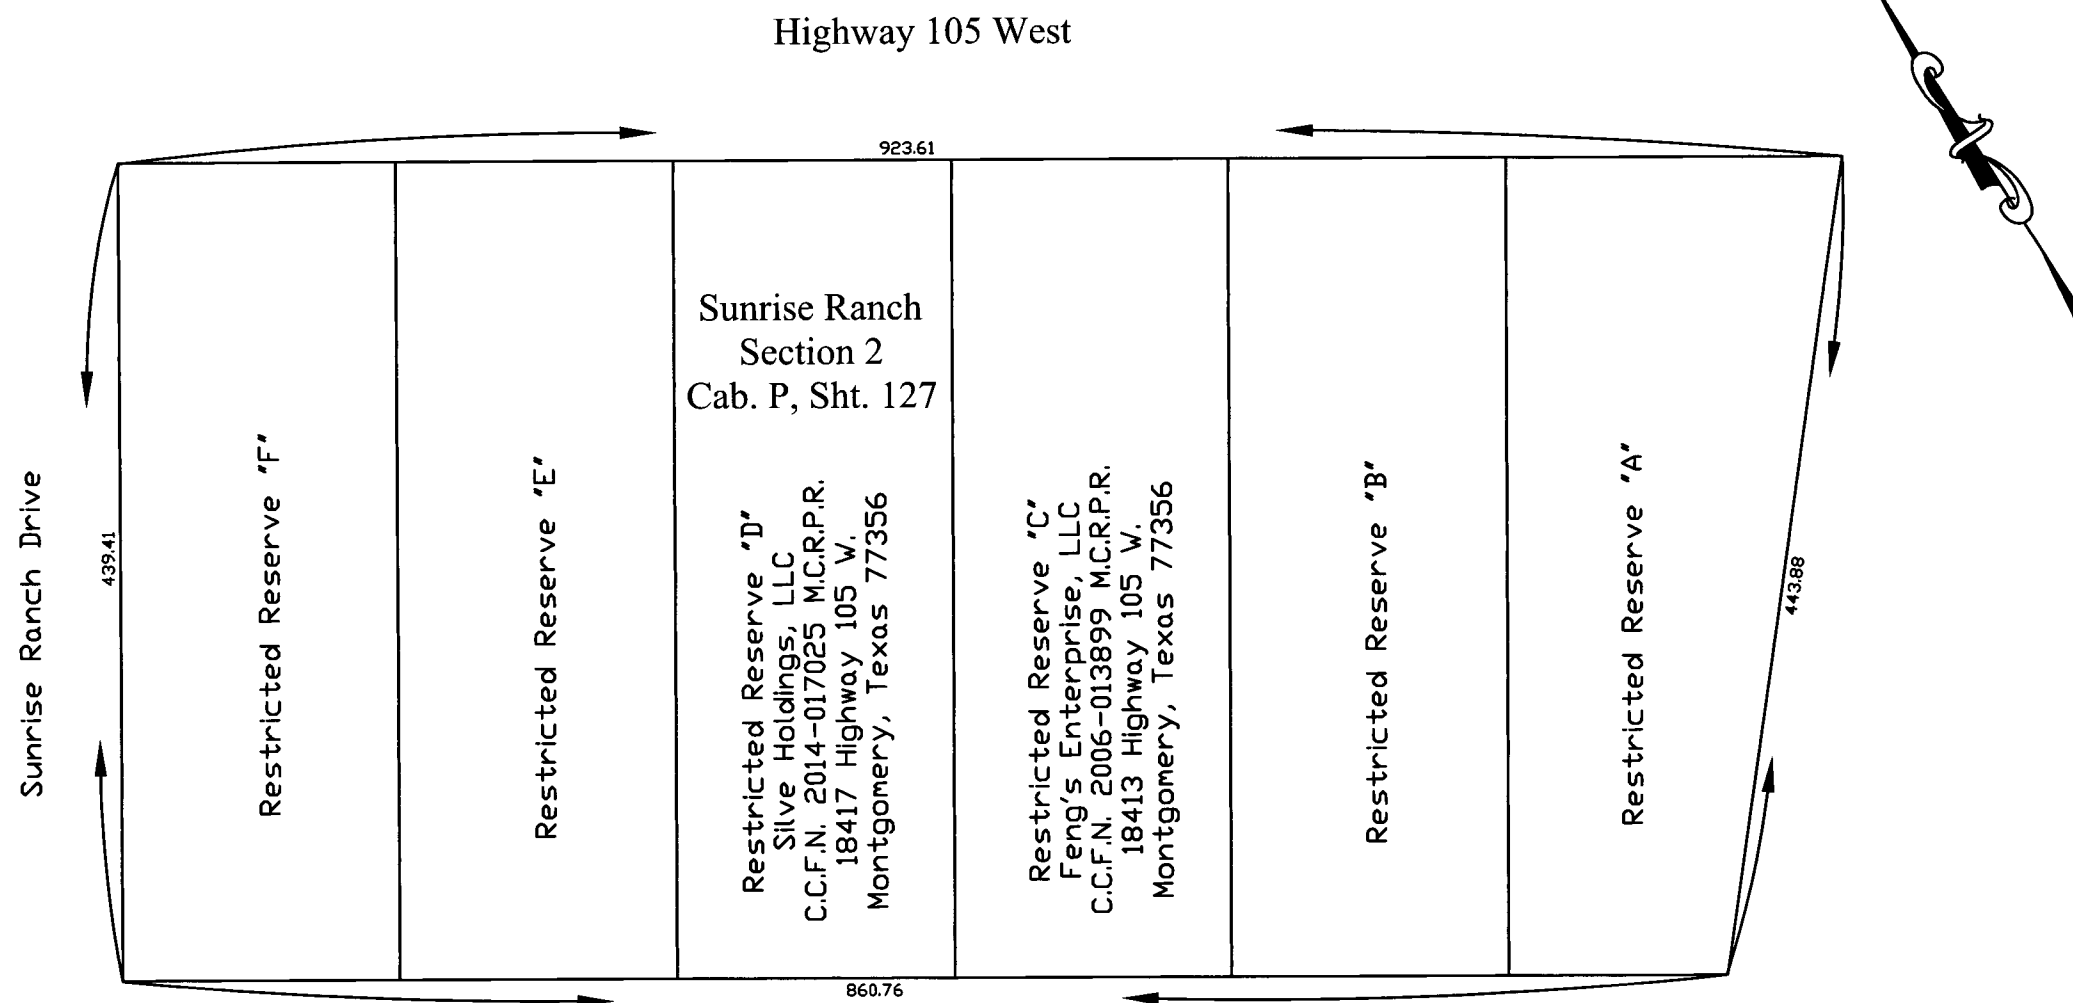 Highway 105 West
923.61
Sunrise Ranch Drive
439.41
Restricted Reserve "F"
Restricted Reserve "E"
Sunrise Ranch
Section 2
Cab. P, Sht. 127
Restricted Reserve "D"
Silve Holdings, LLC
C.C.F.N. 2014-017025 M.C.R.P.R.
18417 Highway 105 W.
Montgomery, Texas 77356
Restricted Reserve "C"
Feng's Enterprise, LLC
C.C.F.N. 2006-013899 M.C.R.P.R.
18413 Highway 105 W.
Montgomery, Texas 77356
Restricted Reserve "B"
Restricted Reserve "A"
443.88
860.76